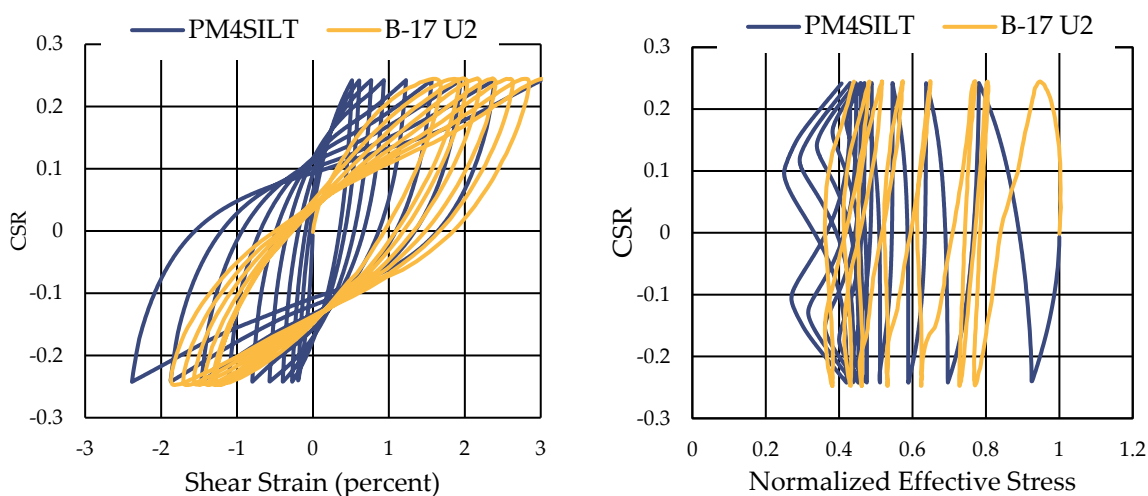 PM4SILT B-17 U2
0.3
0.2
0.1
0
-0.1
-0.2
-0.3
CSR
-3 -2 -1 0 1 2 3
Shear Strain (percent)
PM4SILT B-17 U2
0.3
0.2
0.1
0
-0.1
-0.2
-0.3
CSR
0 0.2 0.4 0.6 0.8 1 1.2
Normalized Effective Stress